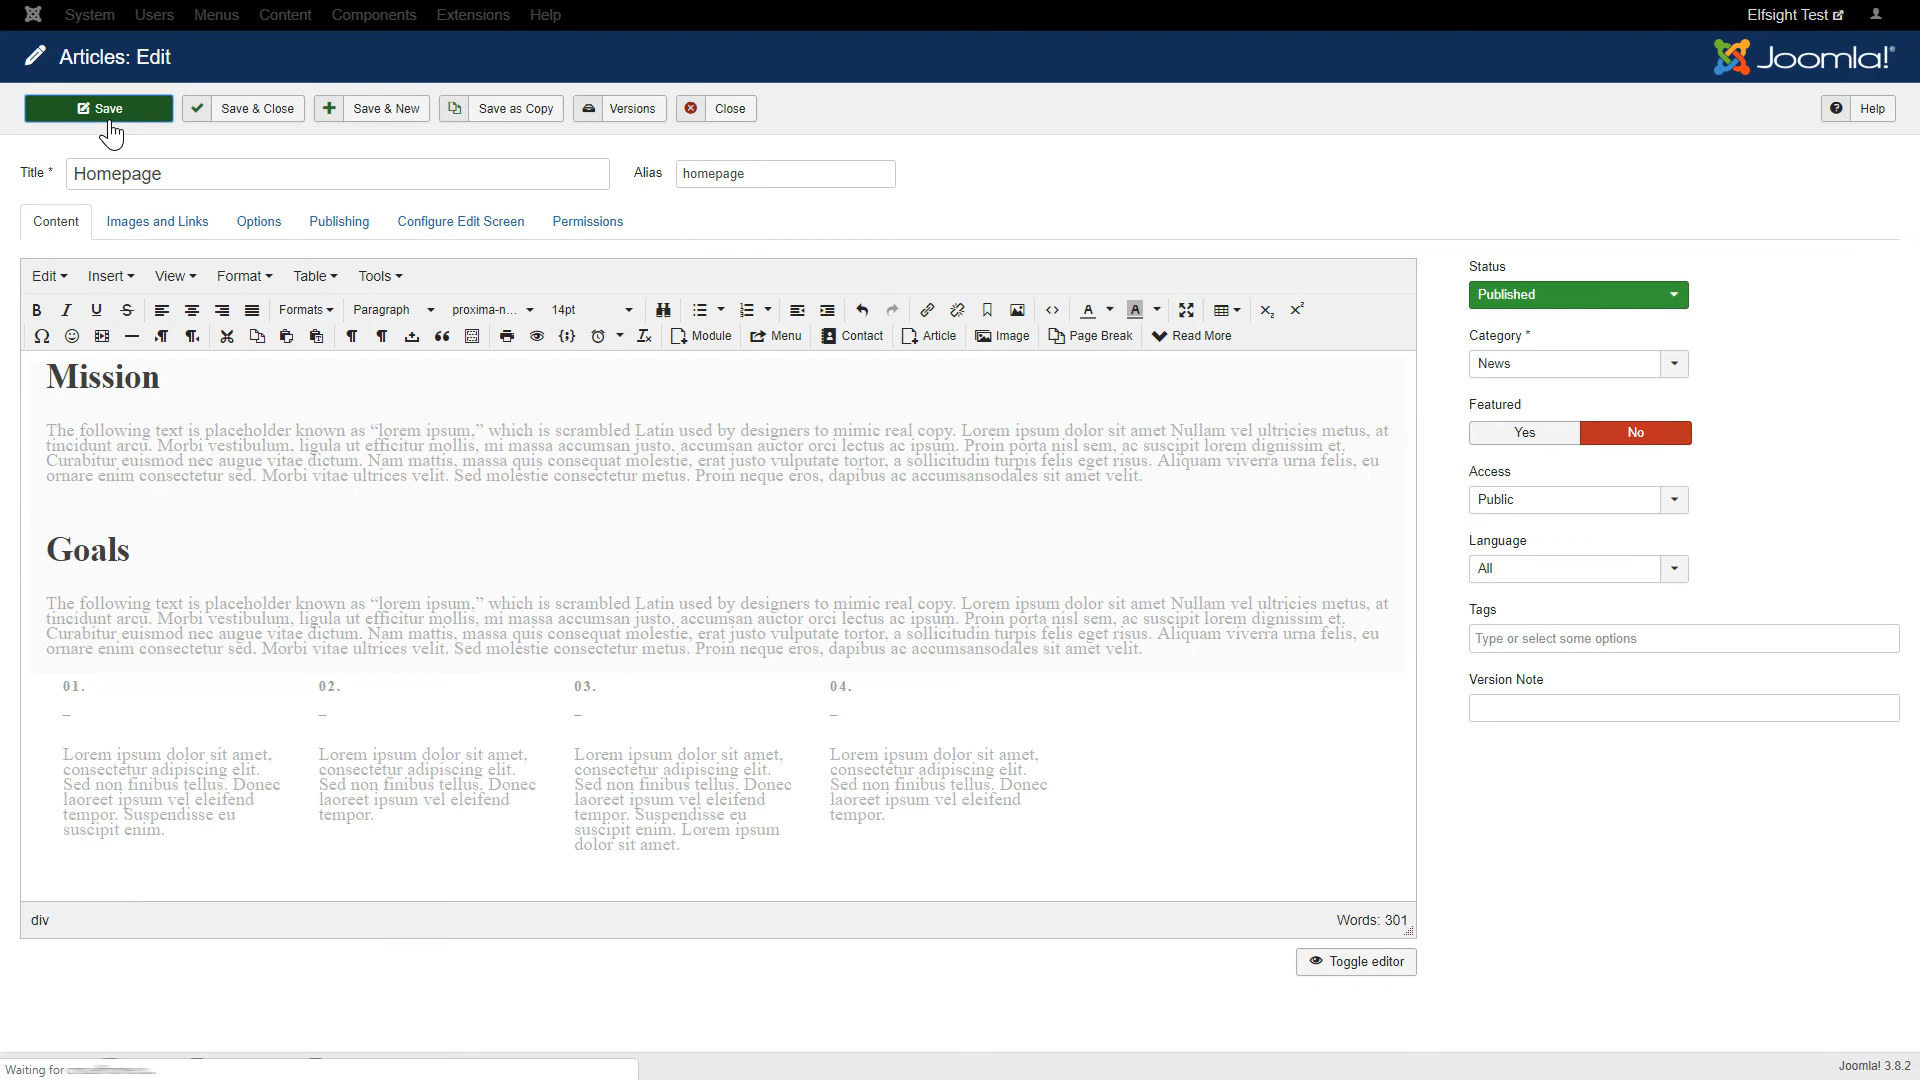 System Users Menus Content Components Extensions Help Elfsight Test
Articles: Edit Joomla!®
Save Save & Close Save & New Save as Copy Versions Close Help
Title * Homepage Alias homepage
Content Images and Links Options Publishing Configure Edit Screen Permissions
Edit Insert View Format Table Tools
B I U S Formats Paragraph proxima-n... 14pt A A X₂ X²
Module Menu Contact Article Image Page Break Read More
Mission
The following text is placeholder known as “lorem ipsum,” which is scrambled Latin used by designers to mimic real copy. Lorem ipsum dolor sit amet Nullam vel ultricies metus, at
tincidunt arcu. Morbi vestibulum, ligula ut efficitur mollis, mi massa accumsan justo, accumsan auctor orci lectus ac ipsum. Proin porta nisl sem, ac suscipit lorem dignissim et.
Curabitur euismod nec augue vitae dictum. Nam mattis, massa quis consequat molestie, erat justo vulputate tortor, a sollicitudin turpis felis eget risus. Aliquam viverra urna felis, eu
ornare enim consectetur sed. Morbi vitae ultrices velit. Sed molestie consectetur metus. Proin neque eros, dapibus ac accumsansodales sit amet velit.
Goals
The following text is placeholder known as “lorem ipsum,” which is scrambled Latin used by designers to mimic real copy. Lorem ipsum dolor sit amet Nullam vel ultricies metus, at
tincidunt arcu. Morbi vestibulum, ligula ut efficitur mollis, mi massa accumsan justo, accumsan auctor orci lectus ac ipsum. Proin porta nisl sem, ac suscipit lorem dignissim et.
Curabitur euismod nec augue vitae dictum. Nam mattis, massa quis consequat molestie, erat justo vulputate tortor, a sollicitudin turpis felis eget risus. Aliquam viverra urna felis, eu
ornare enim consectetur sed. Morbi vitae ultrices velit. Sed molestie consectetur metus. Proin neque eros, dapibus ac accumsansodales sit amet velit.
01.
–
Lorem ipsum dolor sit amet,
consectetur adipiscing elit.
Sed non finibus tellus. Donec
laoreet ipsum vel eleifend
tempor. Suspendisse eu
suscipit enim.
02.
–
Lorem ipsum dolor sit amet,
consectetur adipiscing elit.
Sed non finibus tellus. Donec
laoreet ipsum vel eleifend
tempor.
03.
–
Lorem ipsum dolor sit amet,
consectetur adipiscing elit.
Sed non finibus tellus. Donec
laoreet ipsum vel eleifend
tempor. Suspendisse eu
suscipit enim. Lorem ipsum
dolor sit amet.
04.
–
Lorem ipsum dolor sit amet,
consectetur adipiscing elit.
Sed non finibus tellus. Donec
laoreet ipsum vel eleifend
tempor.
div Words: 301
Toggle editor
Status
Published
Category *
News
Featured
Yes No
Access
Public
Language
All
Tags
Type or select some options
Version Note
Waiting for
Joomla! 3.8.2